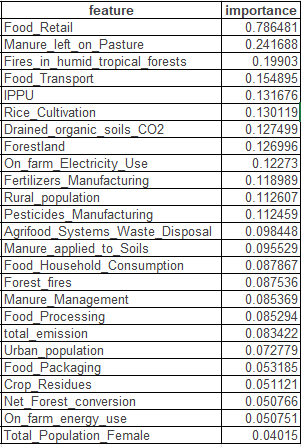 feature importance
Food_Retail 0.786481
Manure_left_on_Pasture 0.241688
Fires_in_humid_tropical_forests 0.19903
Food_Transport 0.154895
IPPU 0.131676
Rice_Cultivation 0.130119
Drained_organic_soils_CO2 0.127499
Forestland 0.126996
On_farm_Electricity_Use 0.12273
Fertilizers_Manufacturing 0.118989
Rural_population 0.112607
Pesticides_Manufacturing 0.112459
Agrifood_Systems_Waste_Disposal 0.098448
Manure_applied_to_Soils 0.095529
Food_Household_Consumption 0.087867
Forest_fires 0.087536
Manure_Management 0.085369
Food_Processing 0.085294
total_emission 0.083422
Urban_population 0.072779
Food_Packaging 0.053185
Crop_Residues 0.051121
Net_Forest_conversion 0.050766
On_farm_energy_use 0.050751
Total_Population_Female 0.04015